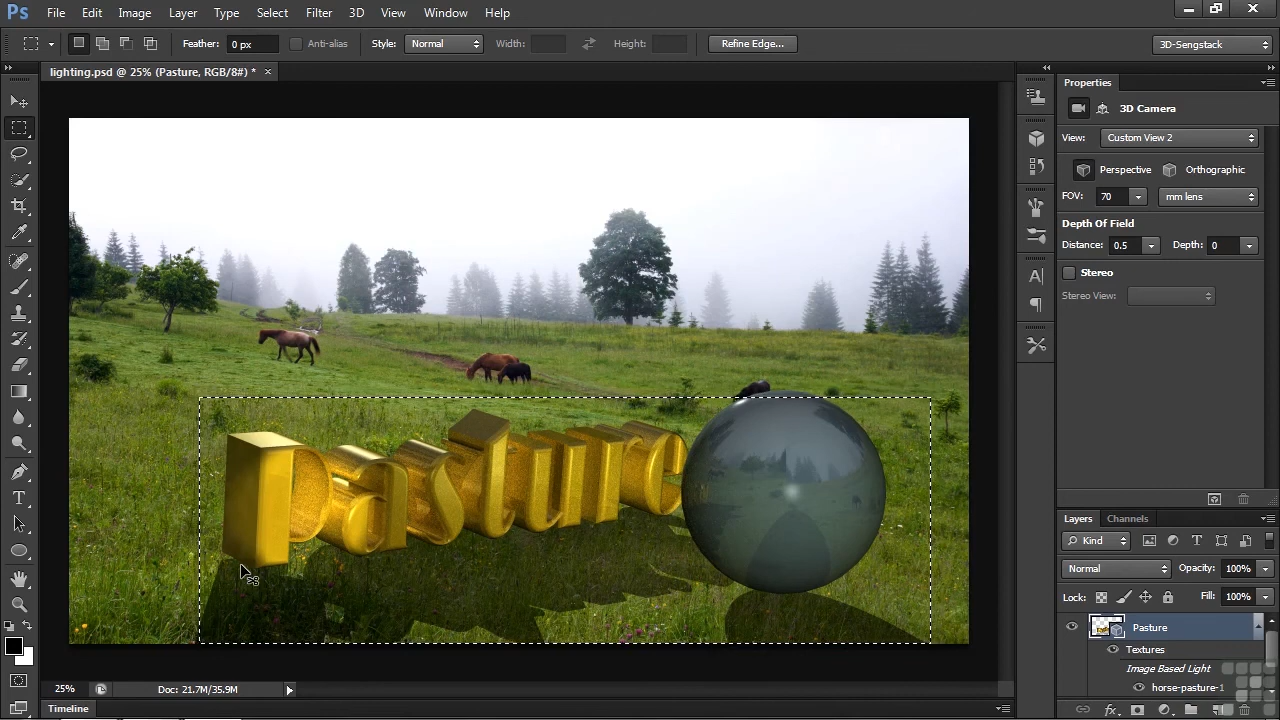 Ps File Edit Image Layer Type Select Filter 3D View Window Help
Feather: 0 px Anti-alias Style: Normal Width: Height: Refine Edge... 3D-Sengstack
lighting.psd @ 25% (Pasture, RGB/8#) * ×
Pasture
25% Doc: 21.7M/35.9M
Timeline
Properties
3D Camera
View: Custom View 2
Perspective Orthographic
FOV: 70 mm lens
Depth Of Field
Distance: 0.5 Depth: 0
Stereo
Stereo View:
Layers Channels
Kind
Normal Opacity: 100%
Lock: Fill: 100%
Pasture
Textures
Image Based Light
horse-pasture-1